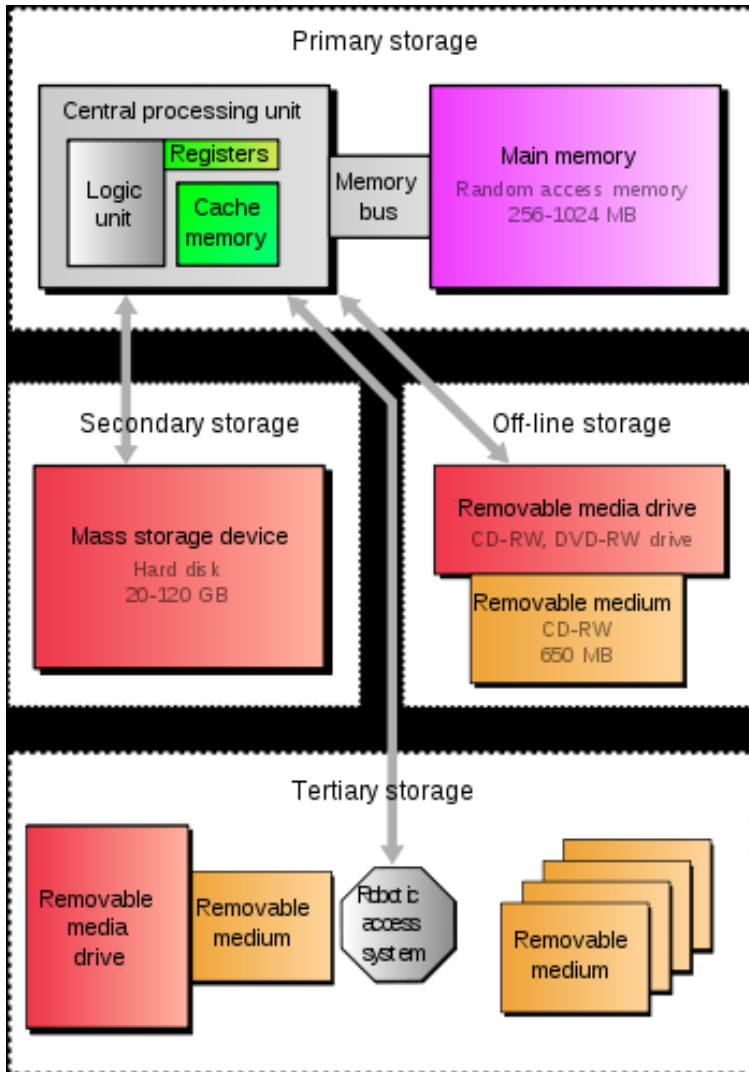 Primary storage
Central processing unit
Registers
Logic
unit
Cache
memory
Memory
bus
Main memory
Random access memory
256-1024 MB
Secondary storage
Mass storage device
Hard disk
20-120 GB
Off-line storage
Removable media drive
CD-RW, DVD-RW drive
Removable medium
CD-RW
650 MB
Tertiary storage
Removable
media
drive
Removable
medium
Robotic
access
system
Removable
medium